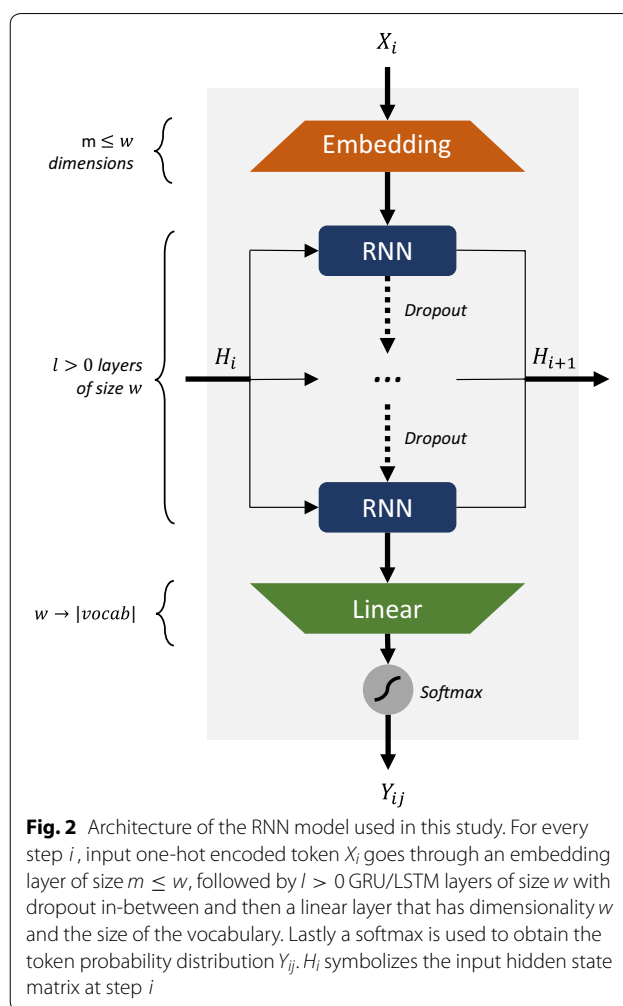 X_i
m ≤ w
dimensions
Embedding
RNN
Dropout
l > 0 layers
of size w
H_i
...
H_{i+1}
Dropout
RNN
w → |vocab|
Linear
Softmax
Y_{ij}
Fig. 2 Architecture of the RNN model used in this study. For every
step i, input one-hot encoded token X_i goes through an embedding
layer of size m ≤ w, followed by l > 0 GRU/LSTM layers of size w with
dropout in-between and then a linear layer that has dimensionality w
and the size of the vocabulary. Lastly a softmax is used to obtain the
token probability distribution Y_{ij}. H_i symbolizes the input hidden state
matrix at step i